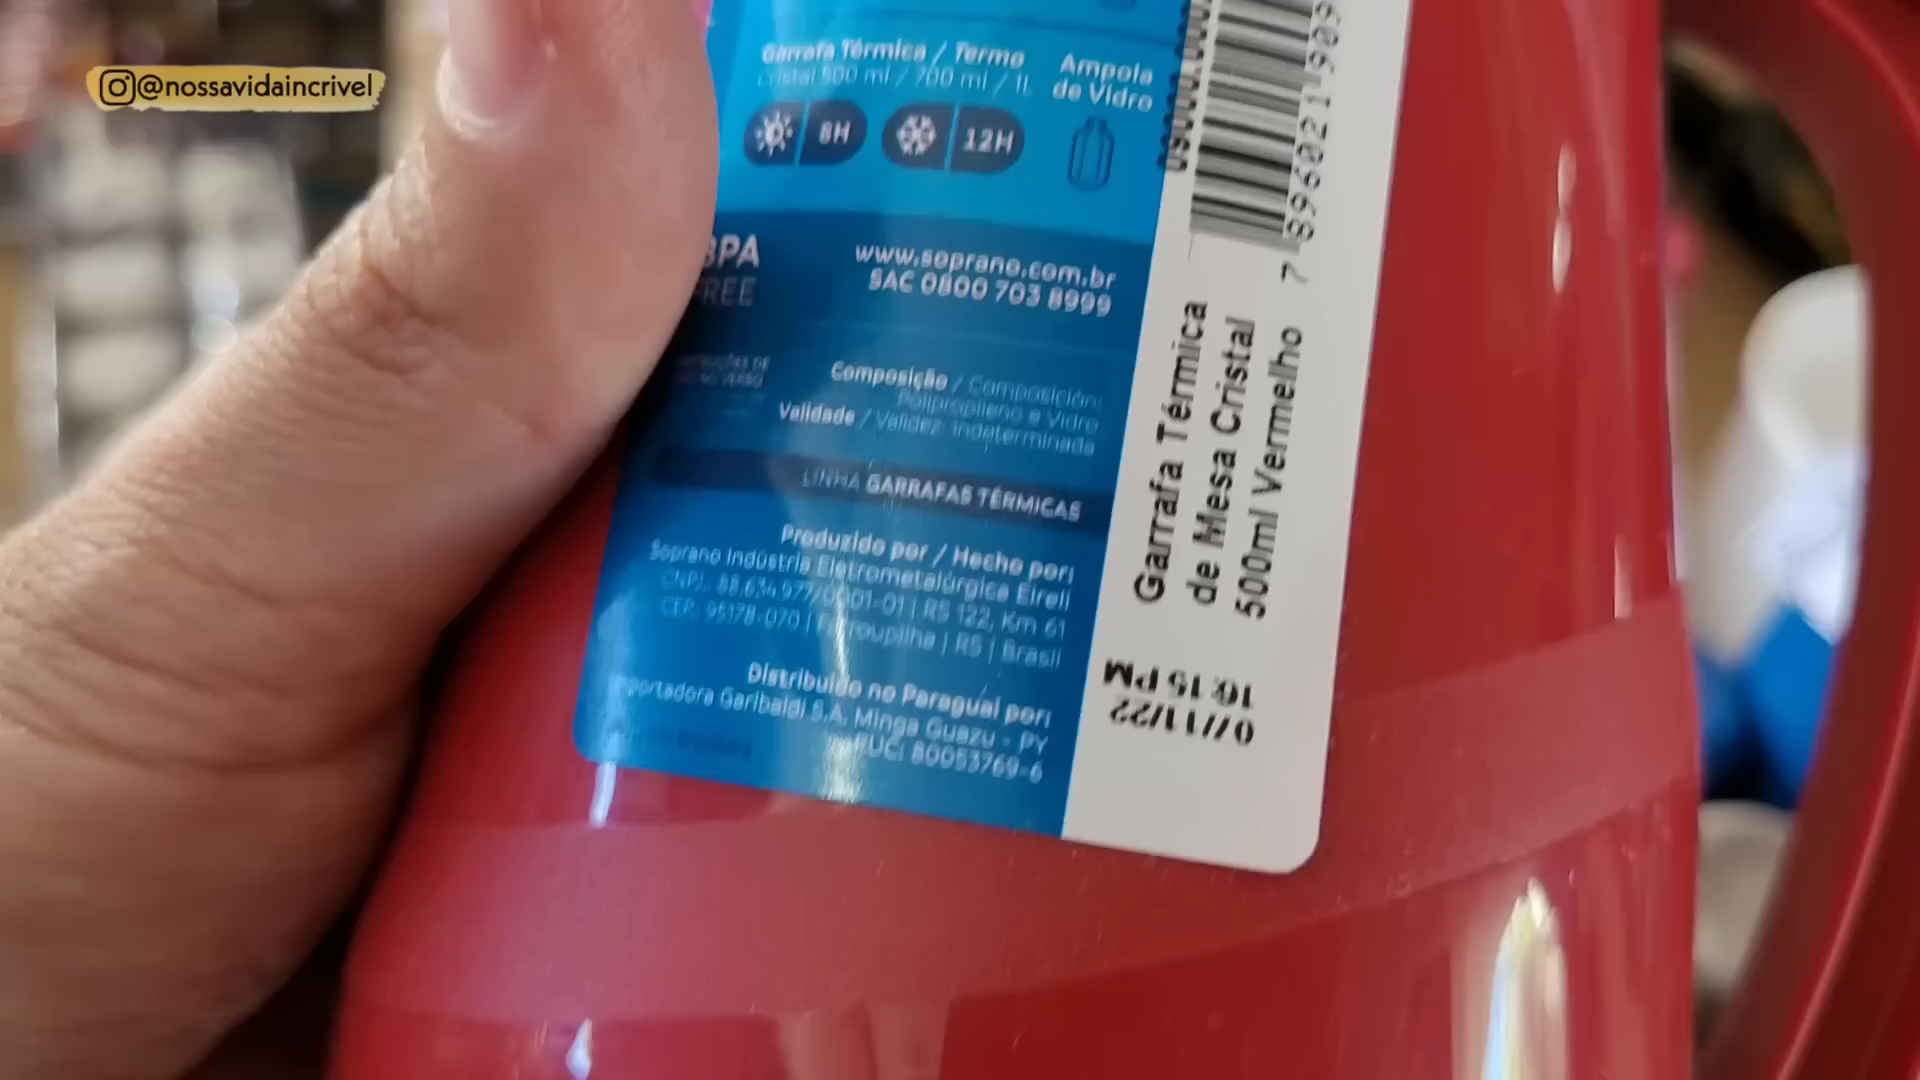 @nossavidaincrivel
Garrafa Térmica / Termo
Cristal 500 ml / 700 ml / 1L
8H
12H
Ampola
de Vidro
BPA
FREE
www.soprano.com.br
SAC 0800 703 8999
Composição / Composición:
Polipropileno e Vidro
Validade / Validez: Indeterminada
LINHA GARRAFAS TÉRMICAS
Produzido por / Hecho por:
Soprano Indústria Eletrometalúrgica Eireli
CNPJ.: 88.634.977/0001-01 | RS 122, Km 61
CEP: 95178-070 | Farroupilha | RS | Brasil
Distribuido no Paraguai por:
Importadora Garibaldi S.A. Minga Guazu - PY
RUC: 80053769-6
7 896021 909
Garrafa Térmica
de Mesa Cristal
500ml Vermelho
07/11/22
16:15 PM